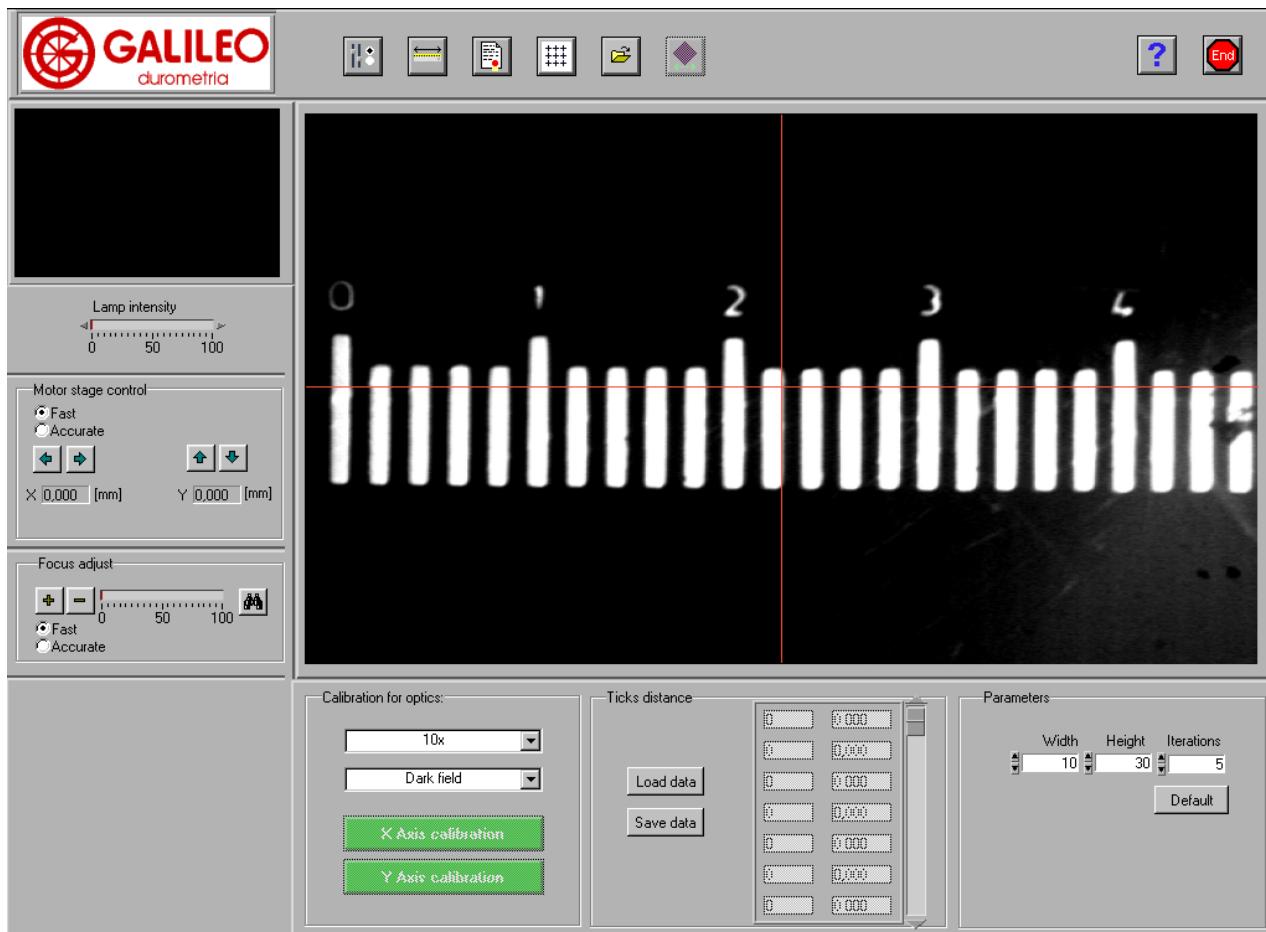 GALILEO
durometria
End
Lamp intensity
0 50 100
Motor stage control
Fast
Accurate
X 0,000 [mm] Y 0,000 [mm]
Focus adjust
0 50 100
Fast
Accurate
0 1 2 3 4
Calibration for optics:
10x
Dark field
X Axis calibration
Y Axis calibration
Ticks distance
Load data
Save data
0 0,000
0 0,000
0 0,000
0 0,000
0 0,000
0 0,000
0 0,000
Parameters
Width Height Iterations
10 30 5
Default